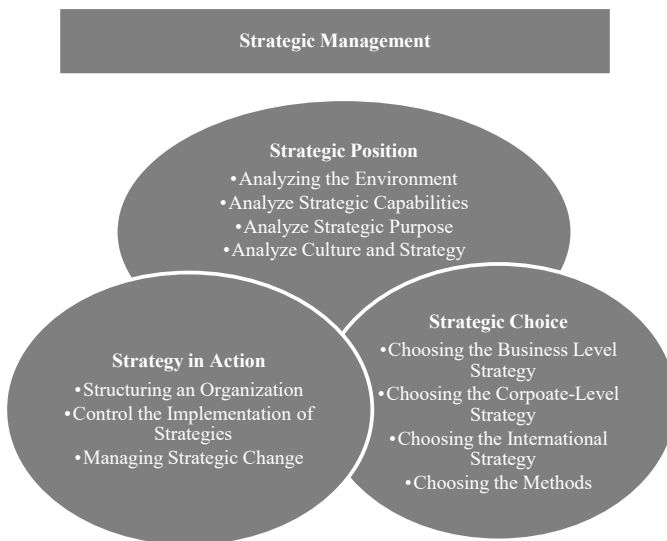 Strategic Management
Strategic Position
•Analyzing the Environment
•Analyze Strategic Capabilities
•Analyze Strategic Purpose
•Analyze Culture and Strategy
Strategy in Action
•Structuring an Organization
•Control the Implementation of
Strategies
•Managing Strategic Change
Strategic Choice
•Choosing the Business Level
Strategy
•Choosing the Corpoate-Level
Strategy
•Choosing the International
Strategy
•Choosing the Methods